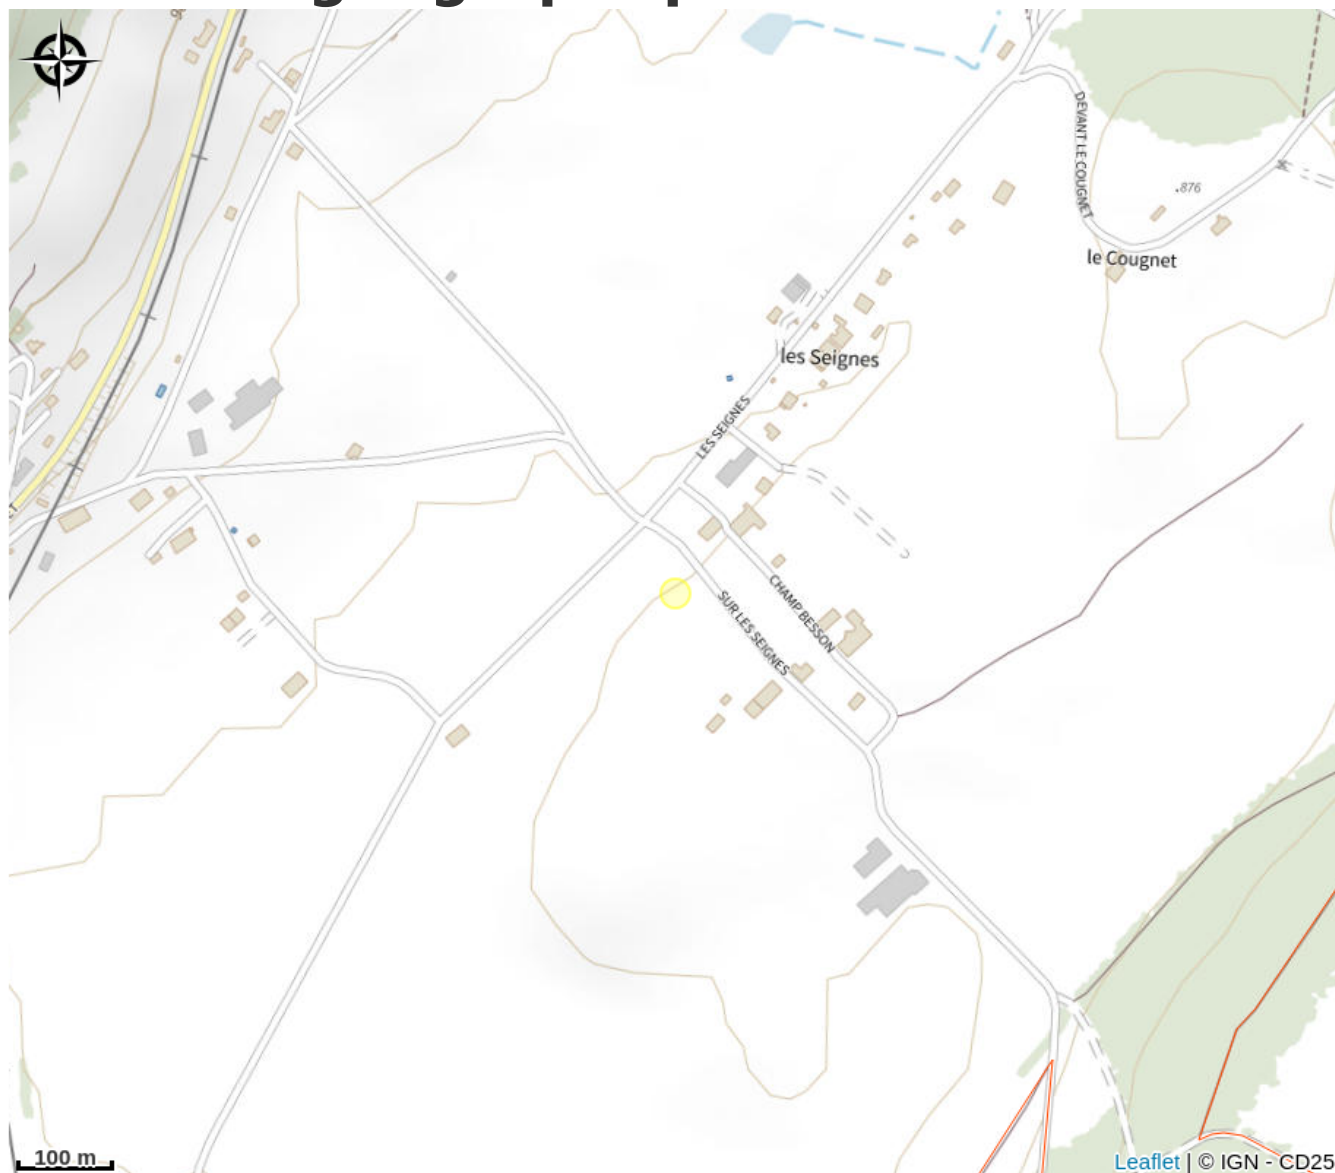 DEVANT LE COUGNET
876
le Cougnet
les Seignes
LES SEIGNES
CHAMP BESSON
SUR LES SEIGNES
100 m
Leaflet | © IGN - CD25